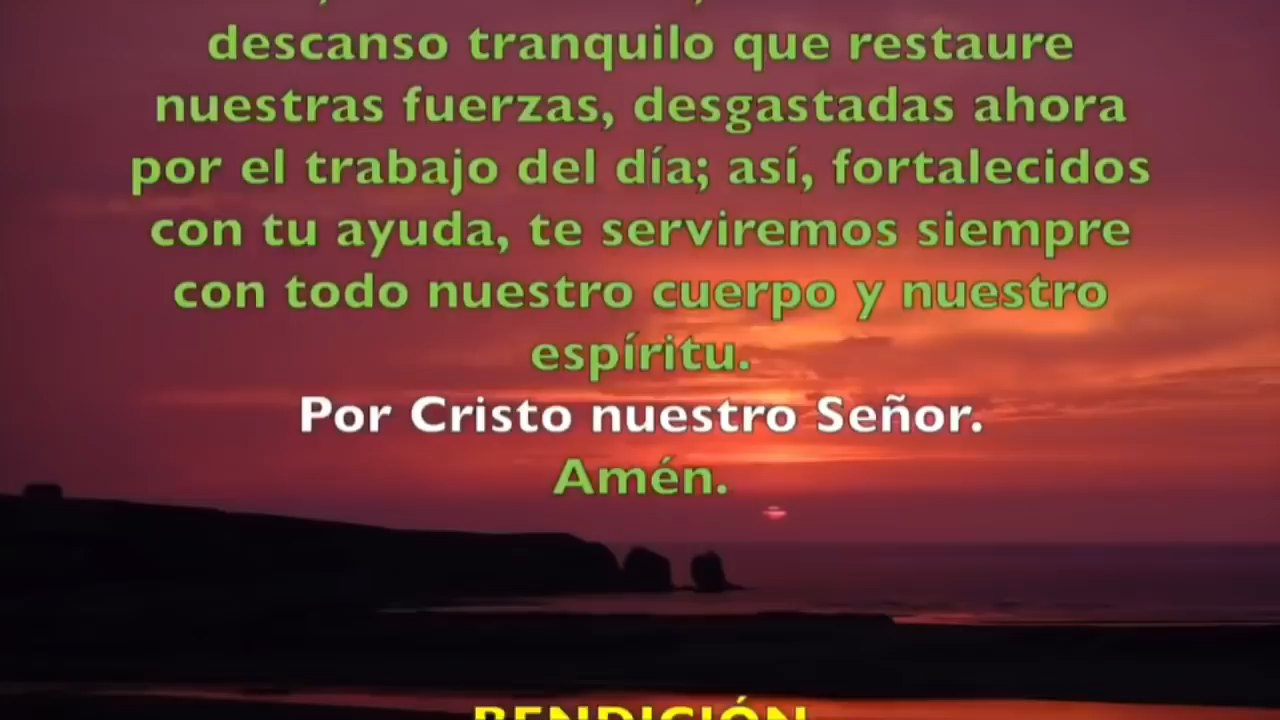 descanso tranquilo que restaure
nuestras fuerzas, desgastadas ahora
por el trabajo del día; así, fortalecidos
con tu ayuda, te serviremos siempre
con todo nuestro cuerpo y nuestro
espíritu.
Por Cristo nuestro Señor.
Amén.
BENDICIÓN